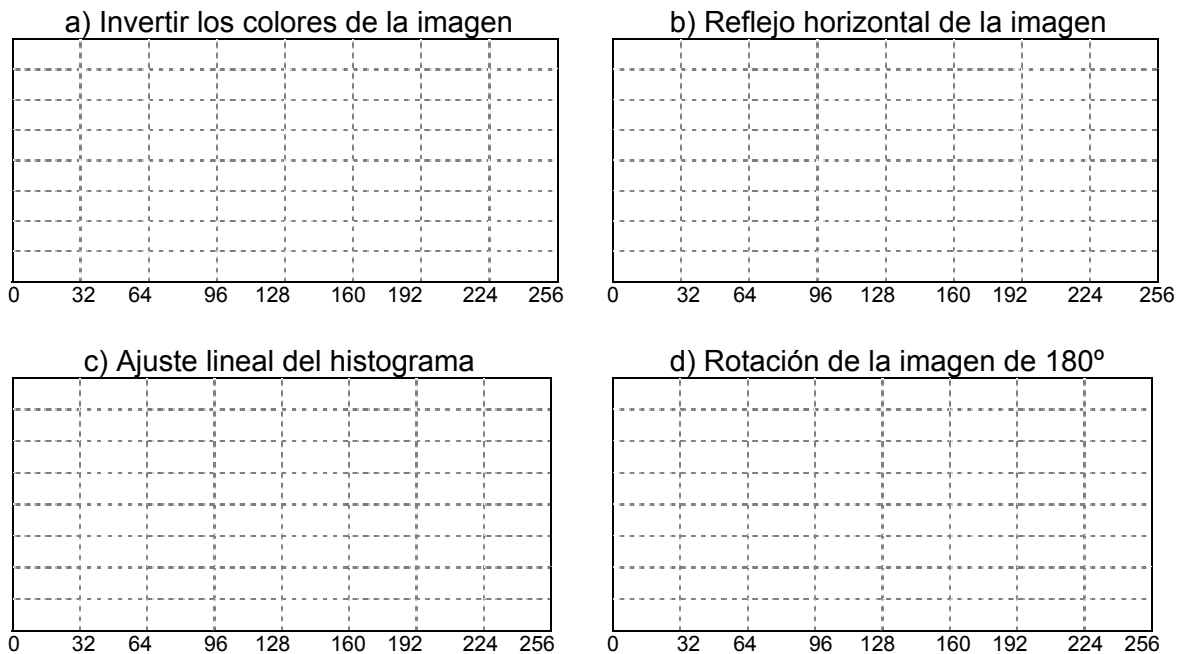 a) Invertir los colores de la imagen
0 32 64 96 128 160 192 224 256
b) Reflejo horizontal de la imagen
0 32 64 96 128 160 192 224 256
c) Ajuste lineal del histograma
0 32 64 96 128 160 192 224 256
d) Rotación de la imagen de 180º
0 32 64 96 128 160 192 224 256